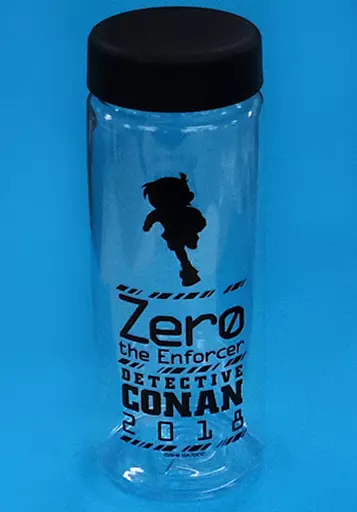 Zerø
the Enforcer
DETECTIVE
CONAN
2018